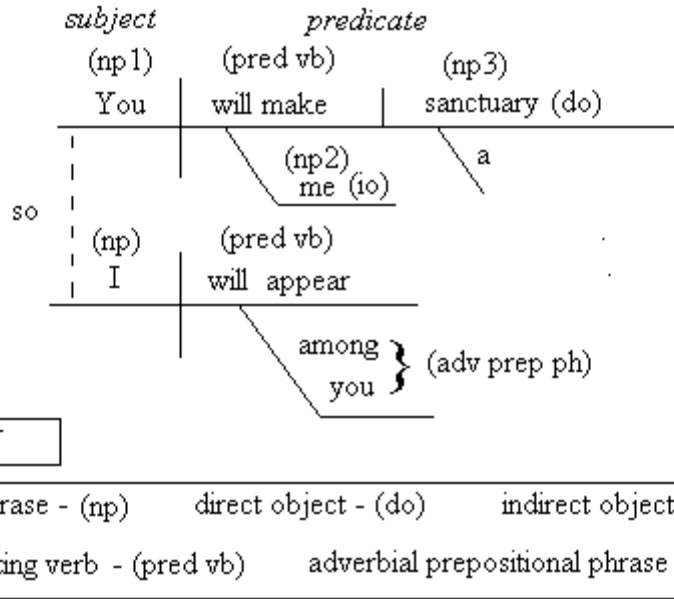 subject predicate
(np1) (pred vb) (np3)
You will make sanctuary (do)
(np2) a
me (io)
so
(np) (pred vb)
I will appear
among
you (adv prep ph)
rase - (np) direct object - (do) indirect object
ing verb - (pred vb) adverbial prepositional phrase